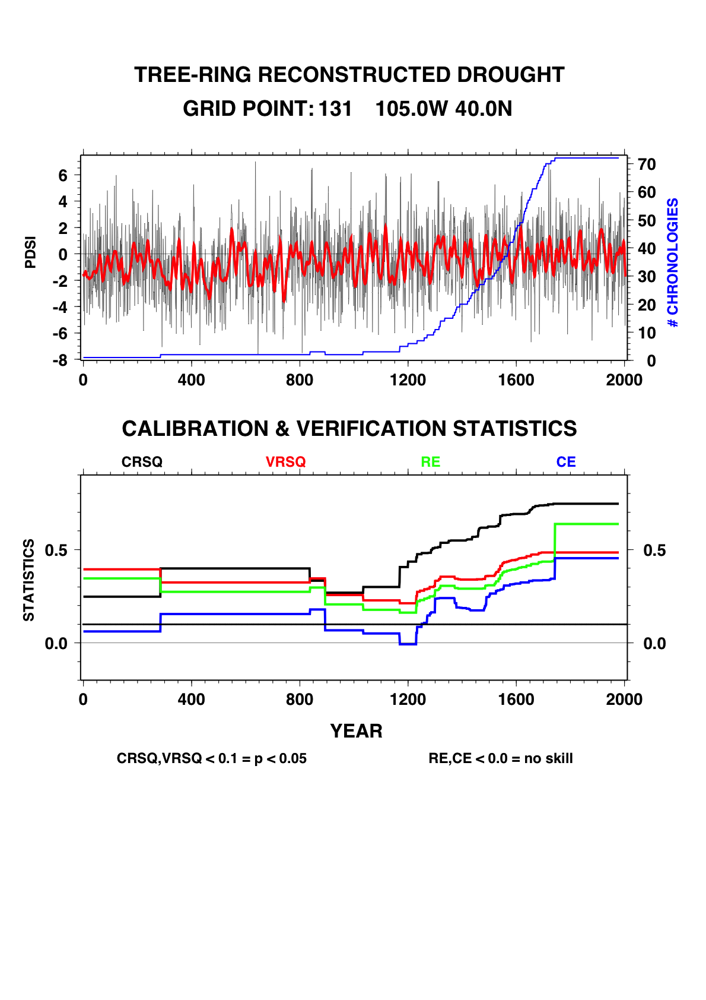 TREE-RING RECONSTRUCTED DROUGHT
GRID POINT: 131 105.0W 40.0N
PDSI
6
4
2
0
-2
-4
-6
-8
70
60
50
40
30
20
10
0
# CHRONOLOGIES
0 400 800 1200 1600 2000
CALIBRATION & VERIFICATION STATISTICS
CRSQ VRSQ RE CE
STATISTICS
0.5 0.5
0.0 0.0
0 400 800 1200 1600 2000
YEAR
CRSQ,VRSQ < 0.1 = p < 0.05 RE,CE < 0.0 = no skill